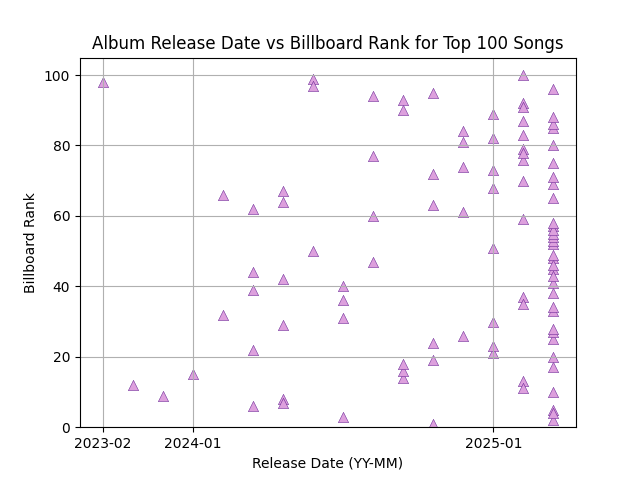 Album Release Date vs Billboard Rank for Top 100 Songs
100
80
60
40
20
0
Billboard Rank
2023-02 2024-01 2025-01
Release Date (YY-MM)